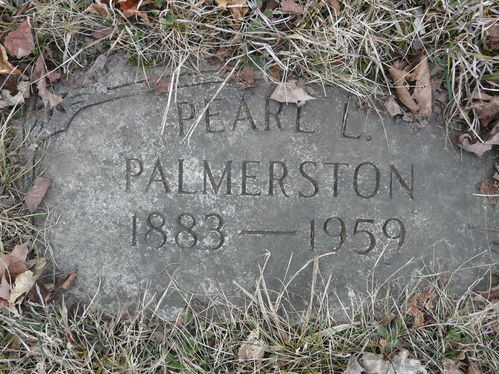 PEARL L.
PALMERSTON
1883 — 1959